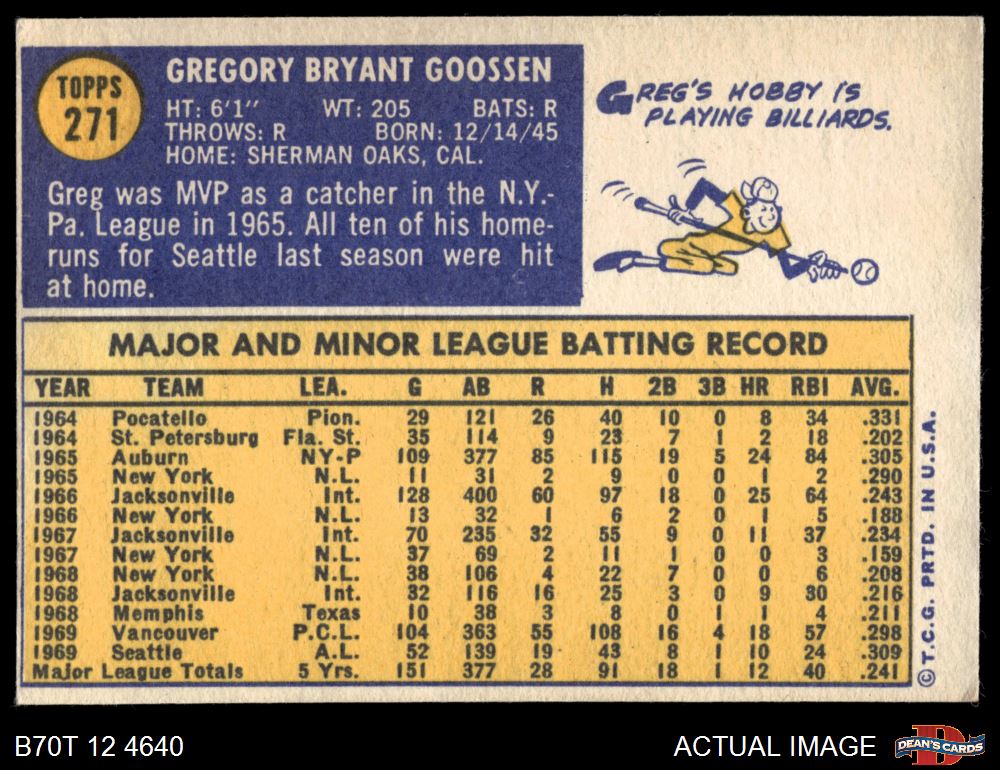 TOPPS
271
GREGORY BRYANT GOOSSEN
HT: 6'1" WT: 205 BATS: R
THROWS: R BORN: 12/14/45
HOME: SHERMAN OAKS, CAL.
Greg was MVP as a catcher in the N.Y.-
Pa. League in 1965. All ten of his home-
runs for Seattle last season were hit
at home.
GREG'S HOBBY IS
PLAYING BILLIARDS.
MAJOR AND MINOR LEAGUE BATTING RECORD
YEAR TEAM LEA. G AB R H 2B 3B HR RBI AVG.
1964 Pocatello Pion. 29 121 26 40 10 0 8 34 .331
1964 St. Petersburg Fla. St. 35 114 9 23 7 1 2 18 .202
1965 Auburn NY-P 109 377 85 115 19 5 24 84 .305
1965 New York N.L. 11 31 2 9 0 0 1 2 .290
1966 Jacksonville Int. 128 400 60 97 18 0 25 64 .243
1966 New York N.L. 13 32 1 6 2 0 1 5 .188
1967 Jacksonville Int. 70 235 32 55 9 0 11 37 .234
1967 New York N.L. 37 69 2 11 1 0 0 3 .159
1968 New York N.L. 38 106 4 22 7 0 0 6 .208
1968 Jacksonville Int. 32 116 16 25 3 0 9 30 .216
1968 Memphis Texas 10 38 3 8 0 1 1 4 .211
1969 Vancouver P.C.L. 104 363 55 108 16 4 18 57 .298
1969 Seattle A.L. 52 139 19 43 8 1 10 24 .309
Major League Totals 5 Yrs. 151 377 28 91 18 1 12 40 .241
©T.C.G. PRTD. IN U.S.A.
B70T 12 4640
ACTUAL IMAGE
D
DEAN'S CARDS